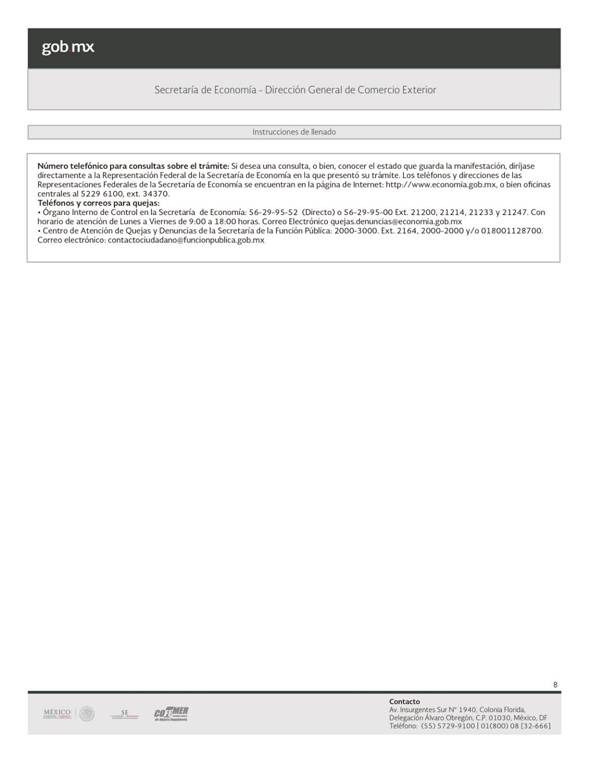 gob mx
Secretaría de Economía - Dirección General de Comercio Exterior
Instrucciones de llenado
Número telefónico para consultas sobre el trámite: Si desea una consulta, o bien, conocer el estado que guarda la manifestación, diríjase
directamente a la Representación Federal de la Secretaría de Economía en la que presentó su trámite. Los teléfonos y direcciones de las
Representaciones Federales de la Secretaría de Economía se encuentran en la página de Internet: http://www.economia.gob.mx, o bien oficinas
centrales al 5229 6100, ext. 34370.
Teléfonos y correos para quejas:
• Órgano Interno de Control en la Secretaría de Economía: 56-29-95-52 (Directo) o 56-29-95-00 Ext. 21200, 21214, 21233 y 21247. Con
horario de atención de Lunes a Viernes de 9:00 a 18:00 horas. Correo Electrónico quejas.denuncias@economia.gob.mx
• Centro de Atención de Quejas y Denuncias de la Secretaría de la Función Pública: 2000-3000. Ext. 2164, 2000-2000 y/o 018001128700.
Correo electrónico: contactociudadano@funcionpublica.gob.mx
8
MÉXICO
SE
COFEMER
Contacto
Av. Insurgentes Sur N° 1940, Colonia Florida,
Delegación Álvaro Obregón, C.P. 01030, México, DF
Teléfono: (55) 5729-9100 | 01(800) 08 [32-666]